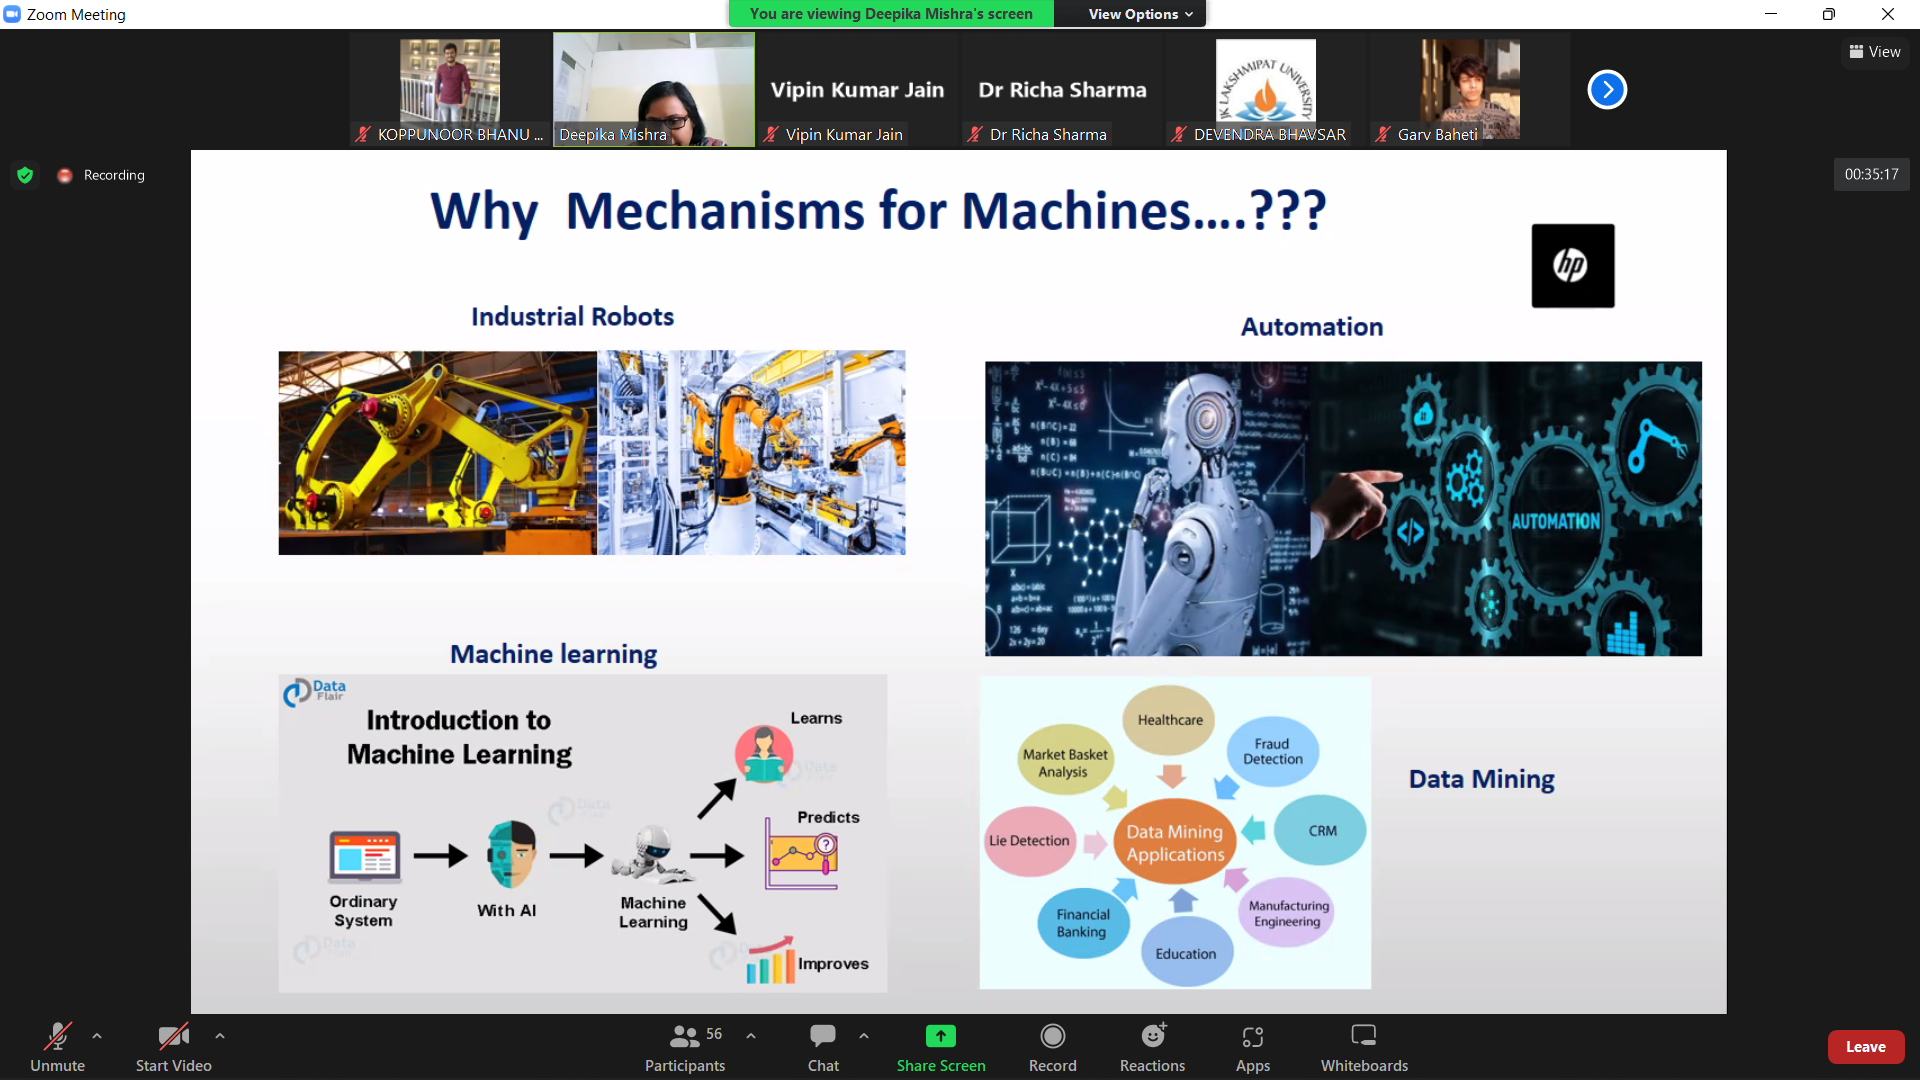 Zoom Meeting
You are viewing Deepika Mishra's screen
View Options
View
KOPPUNOOR BHANU ...
Deepika Mishra
Vipin Kumar Jain
Vipin Kumar Jain
Dr Richa Sharma
Dr Richa Sharma
JK LAKSHMIPAT UNIVERSITY
DEVENDRA BHAVSAR
Garv Baheti
Recording
00:35:17
Why Mechanisms for Machines....???
hp
Industrial Robots
Automation
AUTOMATION
</>
Machine learning
Data
Flair
Introduction to
Machine Learning
Learns
Predicts
Ordinary
System
With AI
Machine
Learning
Improves
Healthcare
Market Basket
Analysis
Fraud
Detection
Lie Detection
Data Mining
Applications
CRM
Financial
Banking
Manufacturing
Engineering
Education
Data Mining
Unmute
Start Video
56
Participants
Chat
Share Screen
Record
Reactions
Apps
Whiteboards
Leave